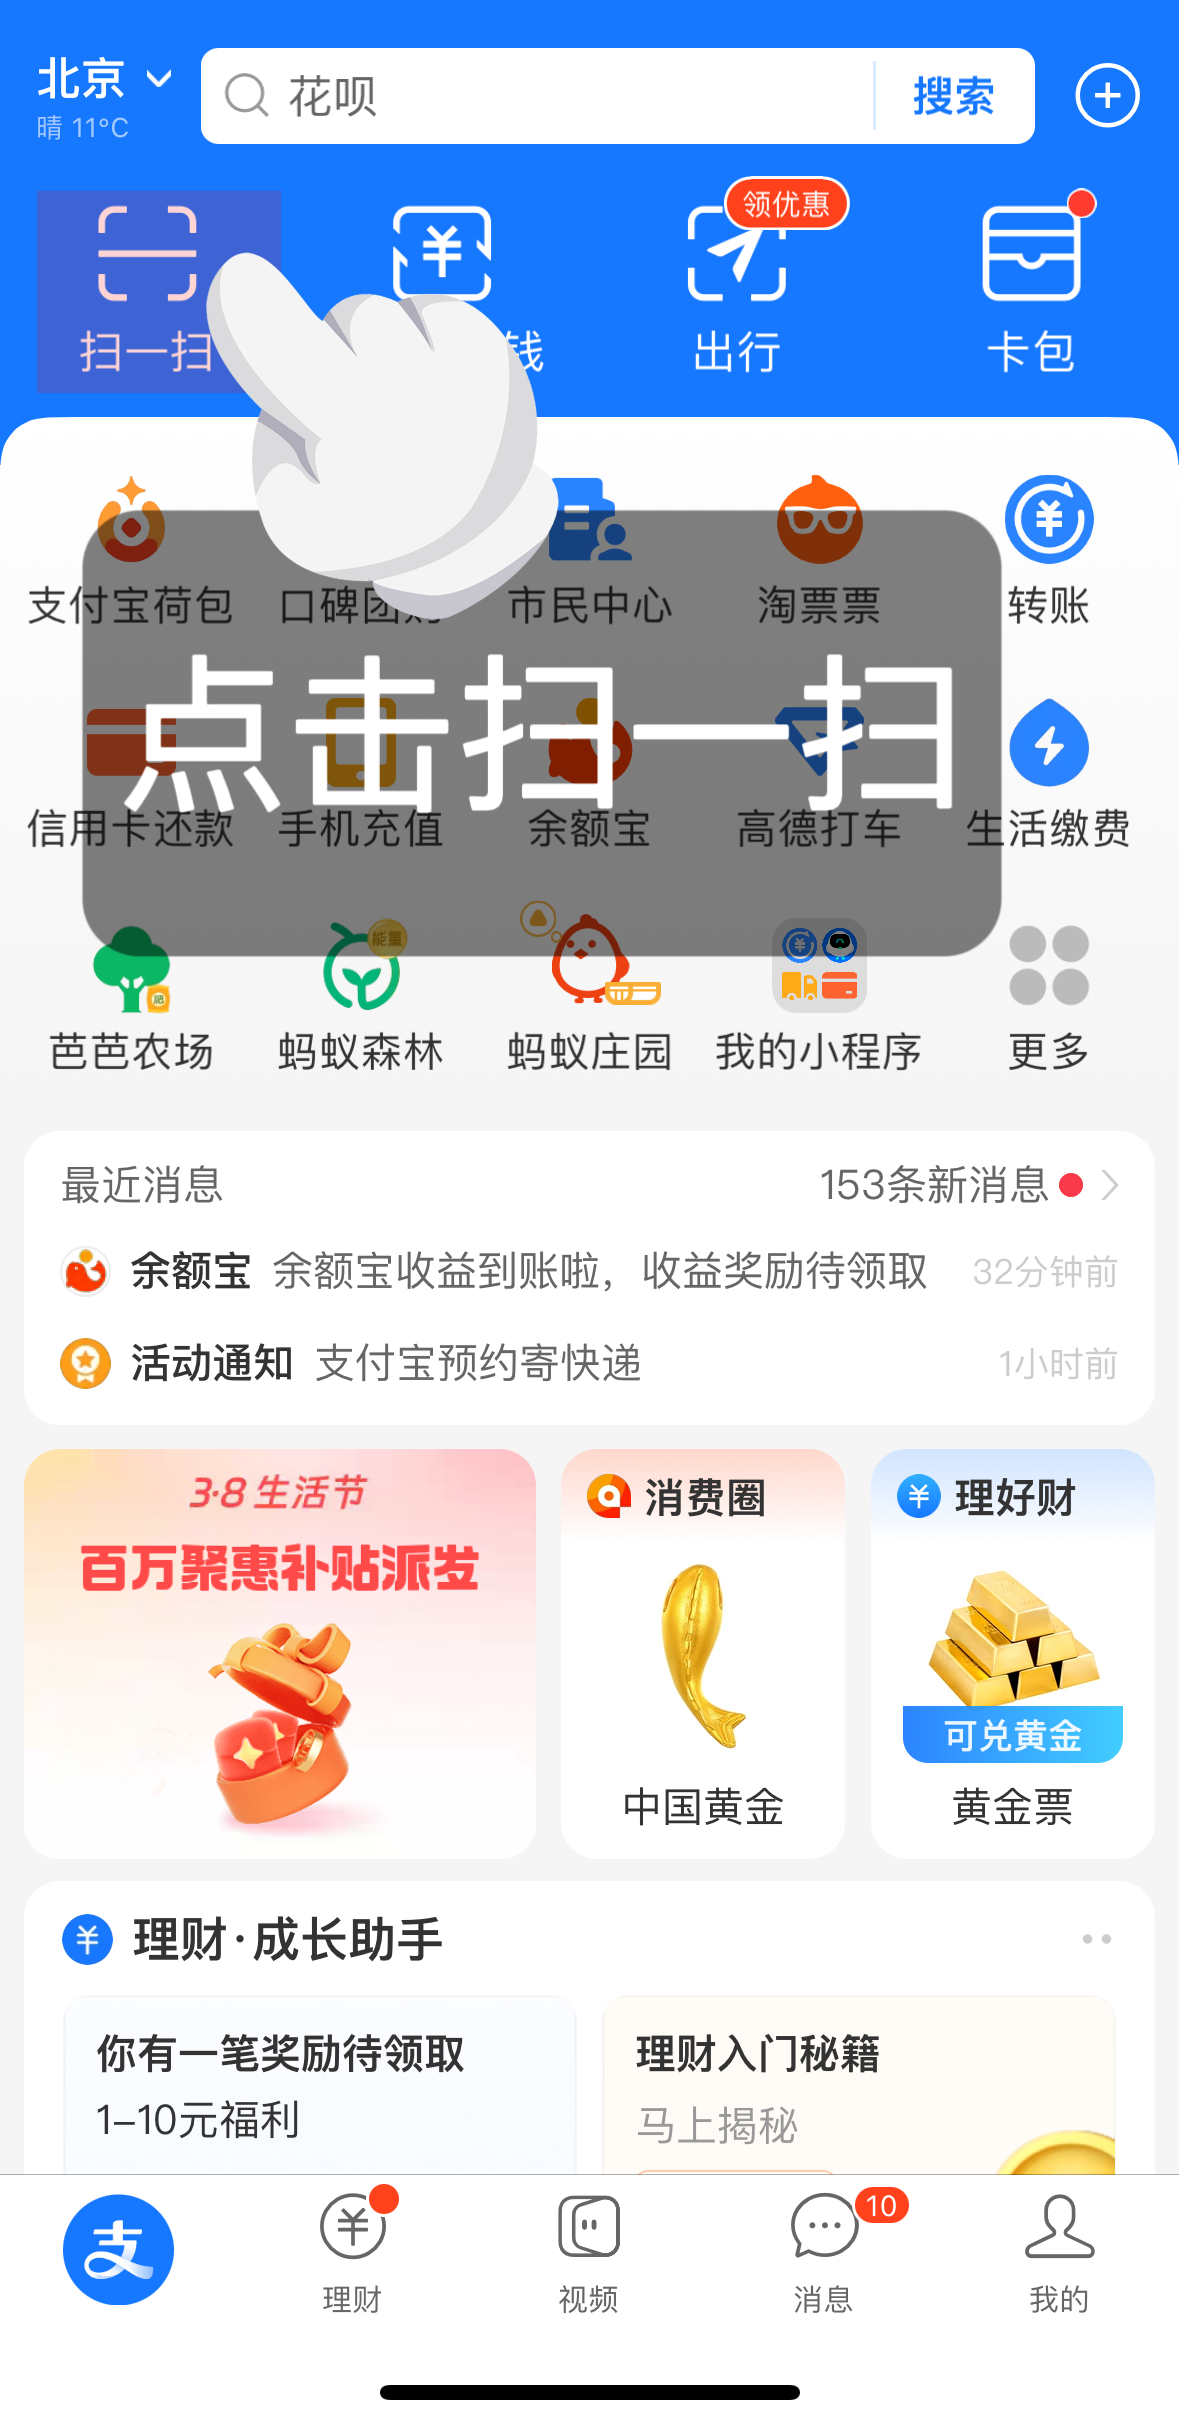 北京
晴 11°C
花呗
搜索
领优惠
扫一扫
钱
出行
卡包
支付宝荷包
口碑团购
市民中心
淘票票
转账
点击扫一扫
信用卡还款
手机充值
余额宝
高德打车
生活缴费
肥
能量
芭芭农场
蚂蚁森林
蚂蚁庄园
我的小程序
更多
最近消息
153条新消息
余额宝 余额宝收益到账啦，收益奖励待领取 32分钟前
活动通知 支付宝预约寄快递 1小时前
3·8 生活节
百万聚惠补贴派发
消费圈
中国黄金
理好财
可兑黄金
黄金票
理财·成长助手
你有一笔奖励待领取
1–10元福利
理财入门秘籍
马上揭秘
支
理财
视频
10
消息
我的